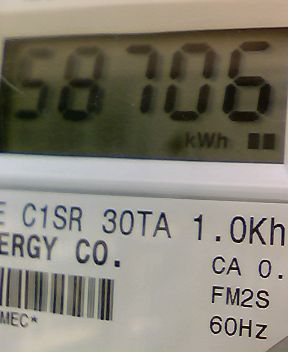 58706
kWh
E C1SR 30TA 1.0Kh
ERGY CO.
CA 0.
FM2S
MEC*
60Hz